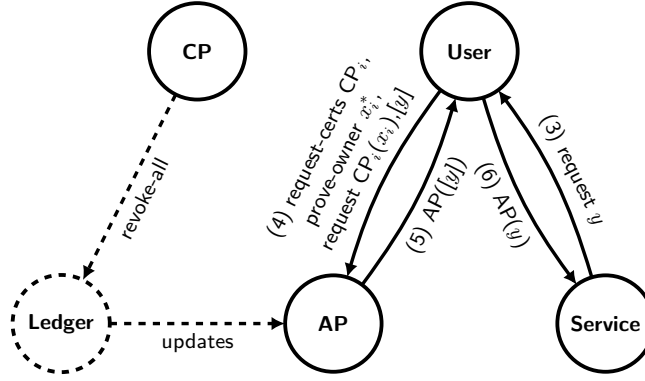 CP
User
(4) request-certs CP_i,
prove-owner x_i^*,
request CP_i(x_i),[y]
(5) AP([y])
(6) AP(y)
(3) request y
revoke-all
Ledger
updates
AP
Service